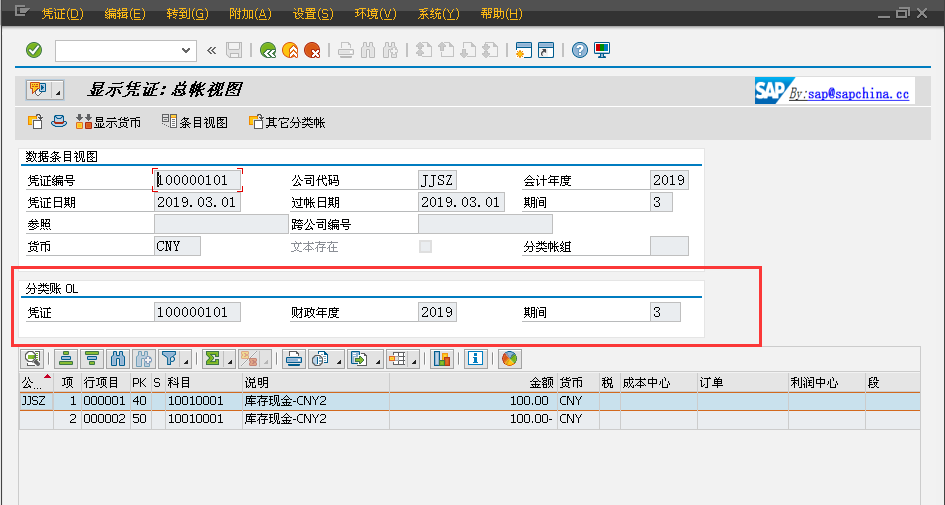 凭证(D) 编辑(E) 转到(G) 附加(A) 设置(S) 环境(V) 系统(Y) 帮助(H)
显示凭证: 总帐视图
SAP By:sap@sapchina.cc
显示货币 条目视图 其它分类帐
数据条目视图
凭证编号 100000101 公司代码 JJSZ 会计年度 2019
凭证日期 2019.03.01 过帐日期 2019.03.01 期间 3
参照 跨公司编号
货币 CNY 文本存在 分类帐组
分类账 0L
凭证 100000101 财政年度 2019 期间 3
公... 项 行项目 PK S 科目 说明 金额 货币 税 成本中心 订单 利润中心 段
JJSZ 1 000001 40 10010001 库存现金-CNY2 100.00 CNY
2 000002 50 10010001 库存现金-CNY2 100.00- CNY